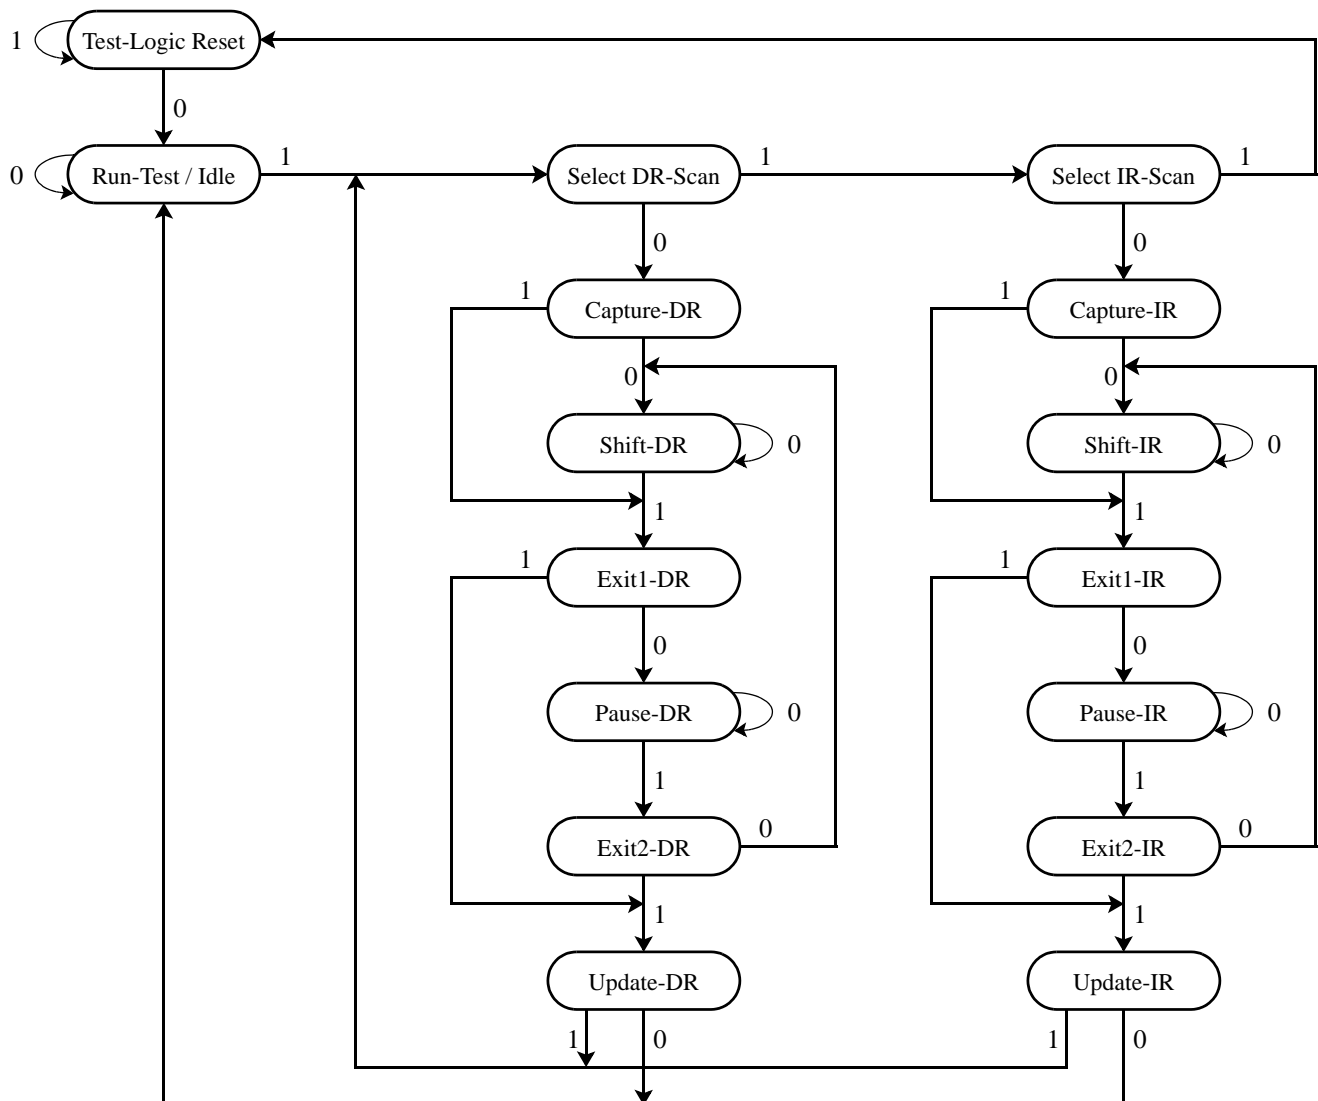 1
Test-Logic Reset
0
0
Run-Test / Idle
1
Select DR-Scan
1
Select IR-Scan
1
0
0
1
Capture-DR
1
Capture-IR
0
0
Shift-DR
0
Shift-IR
0
1
1
1
Exit1-DR
1
Exit1-IR
0
0
Pause-DR
0
Pause-IR
0
1
1
Exit2-DR
0
Exit2-IR
0
1
1
Update-DR
Update-IR
1
0
1
0